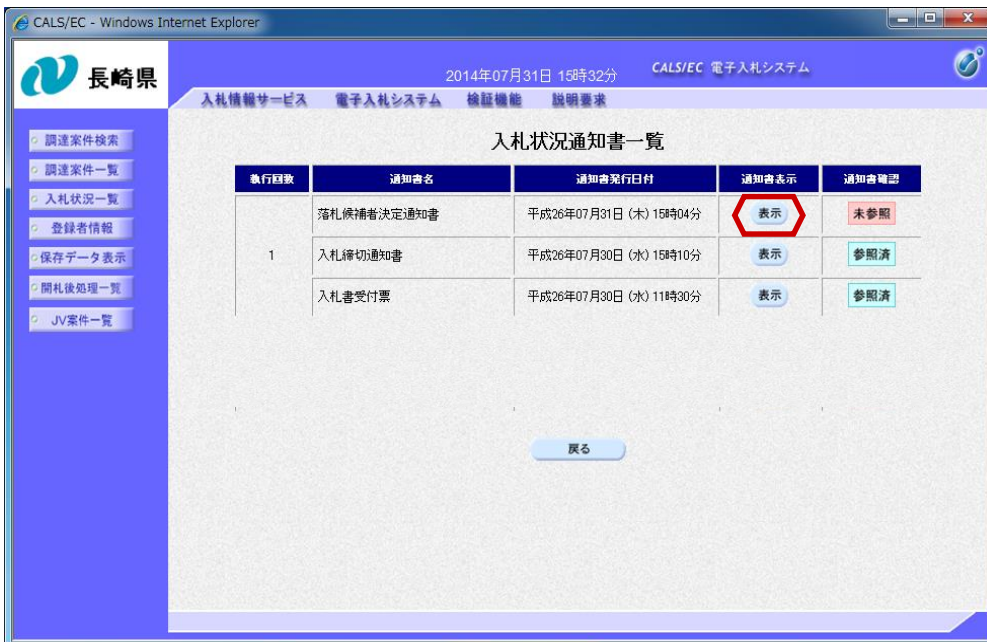 CALS/EC - Windows Internet Explorer
長崎県
2014年07月31日 15時32分
CALS/EC 電子入札システム
入札情報サービス 電子入札システム 検証機能 説明要求
調達案件検索
調達案件一覧
入札状況一覧
登録者情報
保存データ表示
開札後処理一覧
JV案件一覧
入札状況通知書一覧
執行回数 通知書名 通知書発行日付 通知書表示 通知書確認
落札候補者決定通知書 平成26年07月31日 (木) 15時04分 表示 未参照
1 入札締切通知書 平成26年07月30日 (水) 15時10分 表示 参照済
入札書受付票 平成26年07月30日 (水) 11時30分 表示 参照済
戻る